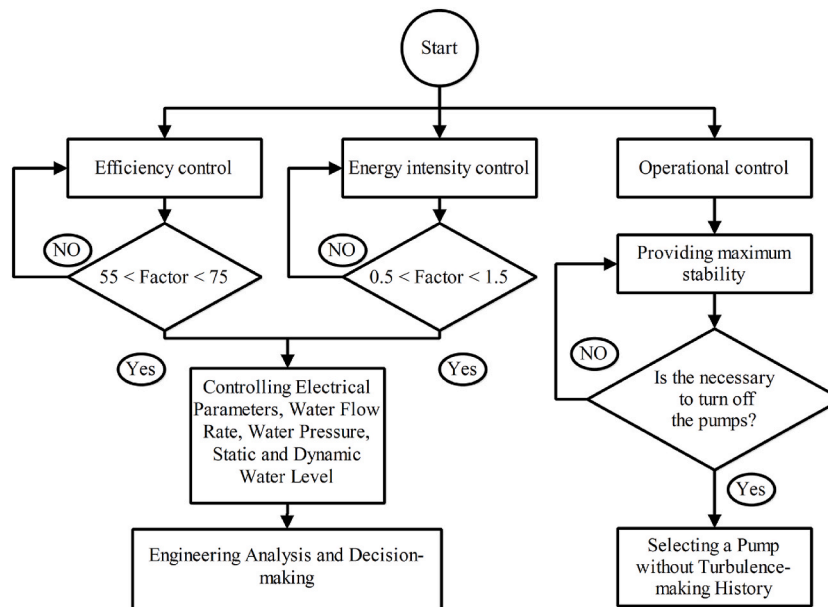 Start
Efficiency control
Energy intensity control
Operational control
NO
55 < Factor < 75
NO
0.5 < Factor < 1.5
Providing maximum
stability
NO
Is the necessary
to turn off
the pumps?
Yes
Yes
Controlling Electrical
Parameters, Water Flow
Rate, Water Pressure,
Static and Dynamic
Water Level
Yes
Engineering Analysis and Decision-
making
Selecting a Pump
without Turbulence-
making History